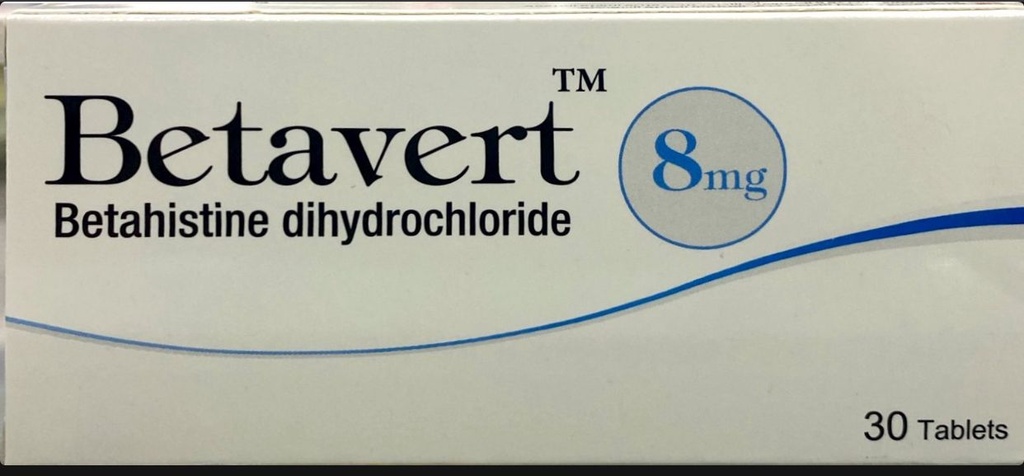 Betavert™
8mg
Betahistine dihydrochloride
30 Tablets